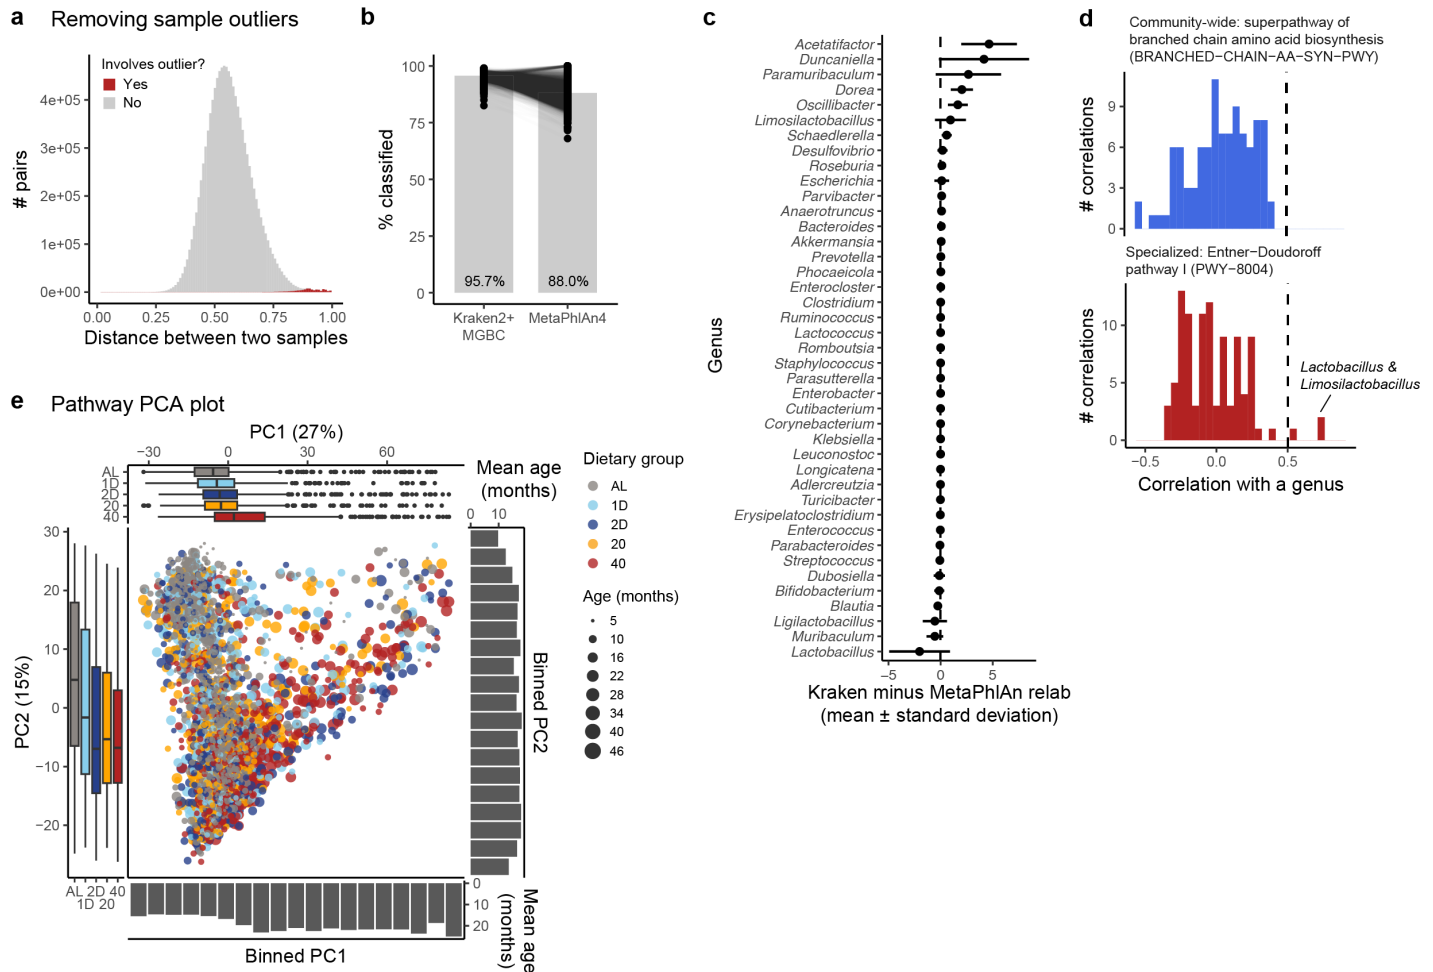 a
Removing sample outliers
Involves outlier?
Yes
No
4e+05
3e+05
2e+05
1e+05
0e+00
# pairs
0.00 0.25 0.50 0.75 1.00
Distance between two samples
b
100
75
50
25
0
% classified
95.7% 88.0%
Kraken2+ MetaPhlAn4
MGBC
c
Genus
Acetatifactor
Duncaniella
Paramuribaculum
Dorea
Oscillibacter
Limosilactobacillus
Schaedlerella
Desulfovibrio
Roseburia
Escherichia
Parvibacter
Anaerotruncus
Bacteroides
Akkermansia
Prevotella
Phocaeicola
Enterocloster
Clostridium
Ruminococcus
Lactococcus
Romboutsia
Staphylococcus
Parasutterella
Enterobacter
Cutibacterium
Corynebacterium
Klebsiella
Leuconostoc
Longicatena
Adlercreutzia
Turicibacter
Erysipelatoclostridium
Enterococcus
Parabacteroides
Streptococcus
Dubosiella
Bifidobacterium
Blautia
Ligilactobacillus
Muribaculum
Lactobacillus
−5 0 5
Kraken minus MetaPhlAn relab
(mean ± standard deviation)
d
Community−wide: superpathway of
branched chain amino acid biosynthesis
(BRANCHED−CHAIN−AA−SYN−PWY)
9
6
3
0
# correlations
Specialized: Entner−Doudoroff
pathway I (PWY−8004)
10
5
0
# correlations
Lactobacillus &
Limosilactobacillus
−0.5 0.0 0.5
Correlation with a genus
e
Pathway PCA plot
PC1 (27%)
−30 0 30 60
AL
1D
2D
20
40
Mean age
(months)
0 10
30
20
10
0
−10
−20
PC2 (15%)
AL 2D 40
1D 20
Binned PC2
0
10
20
Mean age
(months)
Binned PC1
Dietary group
AL
1D
2D
20
40
Age (months)
5
10
16
22
28
34
40
46